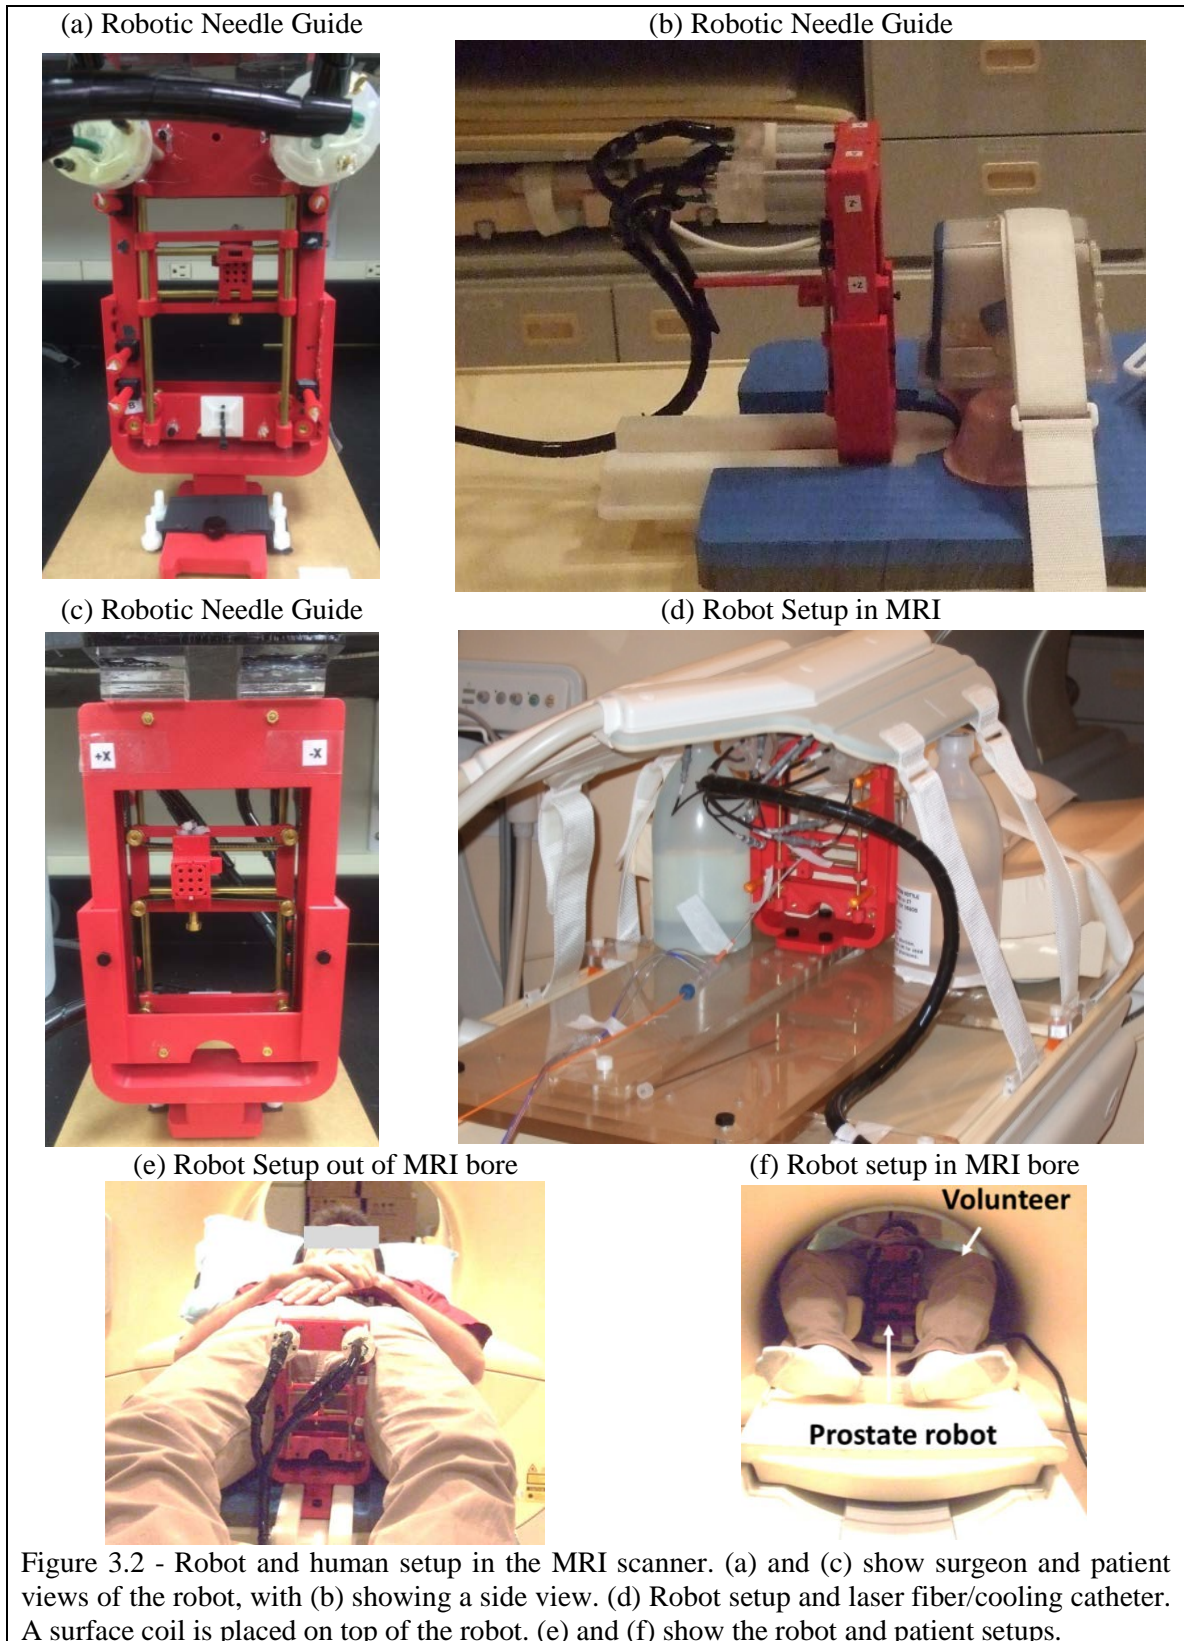 (a) Robotic Needle Guide
(b) Robotic Needle Guide
(c) Robotic Needle Guide
(d) Robot Setup in MRI
+X
-X
(e) Robot Setup out of MRI bore
(f) Robot setup in MRI bore
Volunteer
Prostate robot
Figure 3.2 - Robot and human setup in the MRI scanner. (a) and (c) show surgeon and patient
views of the robot, with (b) showing a side view. (d) Robot setup and laser fiber/cooling catheter.
A surface coil is placed on top of the robot. (e) and (f) show the robot and patient setups.